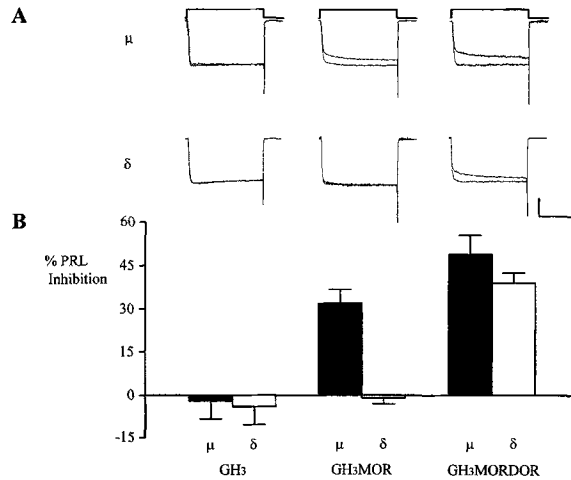 A
μ
δ
B
60
% PRL
Inhibition
45
30
15
0
-15
μ δ μ δ μ δ
GH3 GH3MOR GH3MORDOR